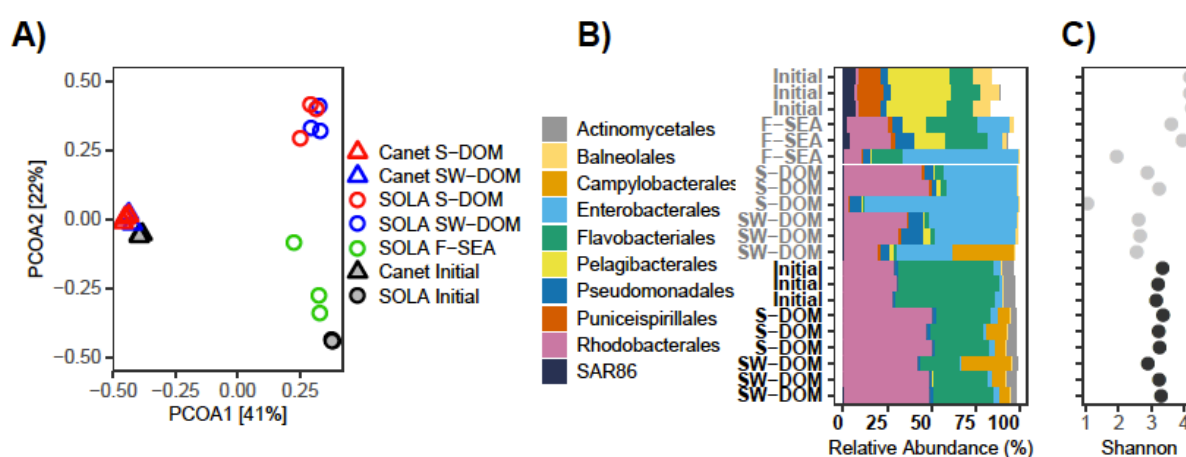 A)
0.50
0.25
0.00
−0.25
−0.50
PCOA2 [22%]
−0.50
−0.25
0.00
0.25
PCOA1 [41%]
Canet S−DOM
Canet SW−DOM
SOLA S−DOM
SOLA SW−DOM
SOLA F−SEA
Canet Initial
SOLA Initial
B)
Actinomycetales
Balneolales
Campylobacterales
Enterobacterales
Flavobacteriales
Pelagibacterales
Pseudomonadales
Puniceispirillales
Rhodobacterales
SAR86
Initial
Initial
Initial
F−SEA
F−SEA
F−SEA
S−DOM
S−DOM
S−DOM
SW−DOM
SW−DOM
SW−DOM
Initial
Initial
Initial
S−DOM
S−DOM
S−DOM
SW−DOM
SW−DOM
SW−DOM
0 25 50 75 100
Relative Abundance (%)
C)
1 2 3 4
Shannon